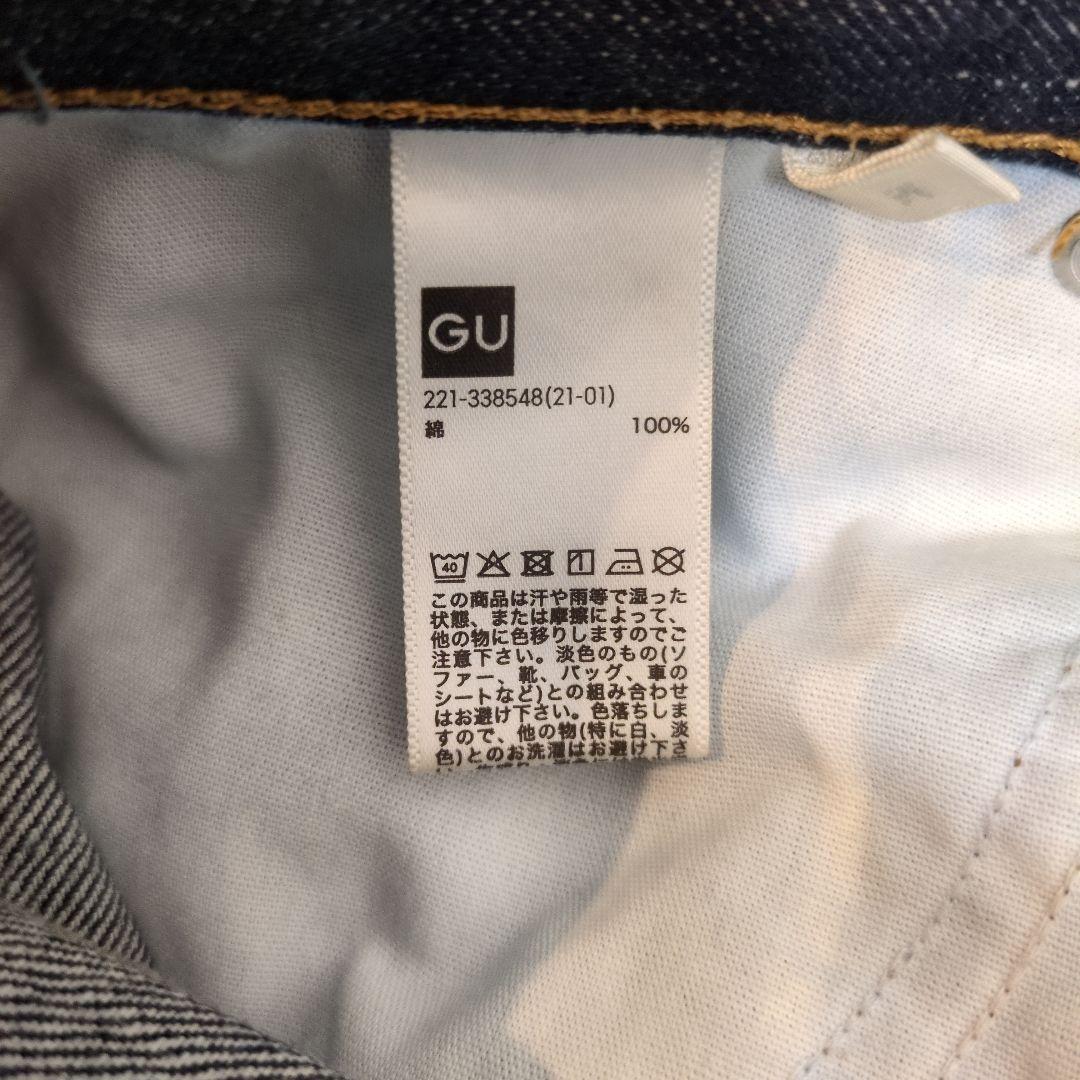 GU
221-338548(21-01)
綿 100%
40
この商品は汗や雨等で湿った
状態、または摩擦によって、
他の物に色移りしますのでご
注意下さい。淡色のもの(ソ
ファー、靴、バッグ、車の
シートなど)との組み合わせ
はお避け下さい。色落ちしま
すので、他の物(特に白、淡
色)とのお洗濯はお避け下さ